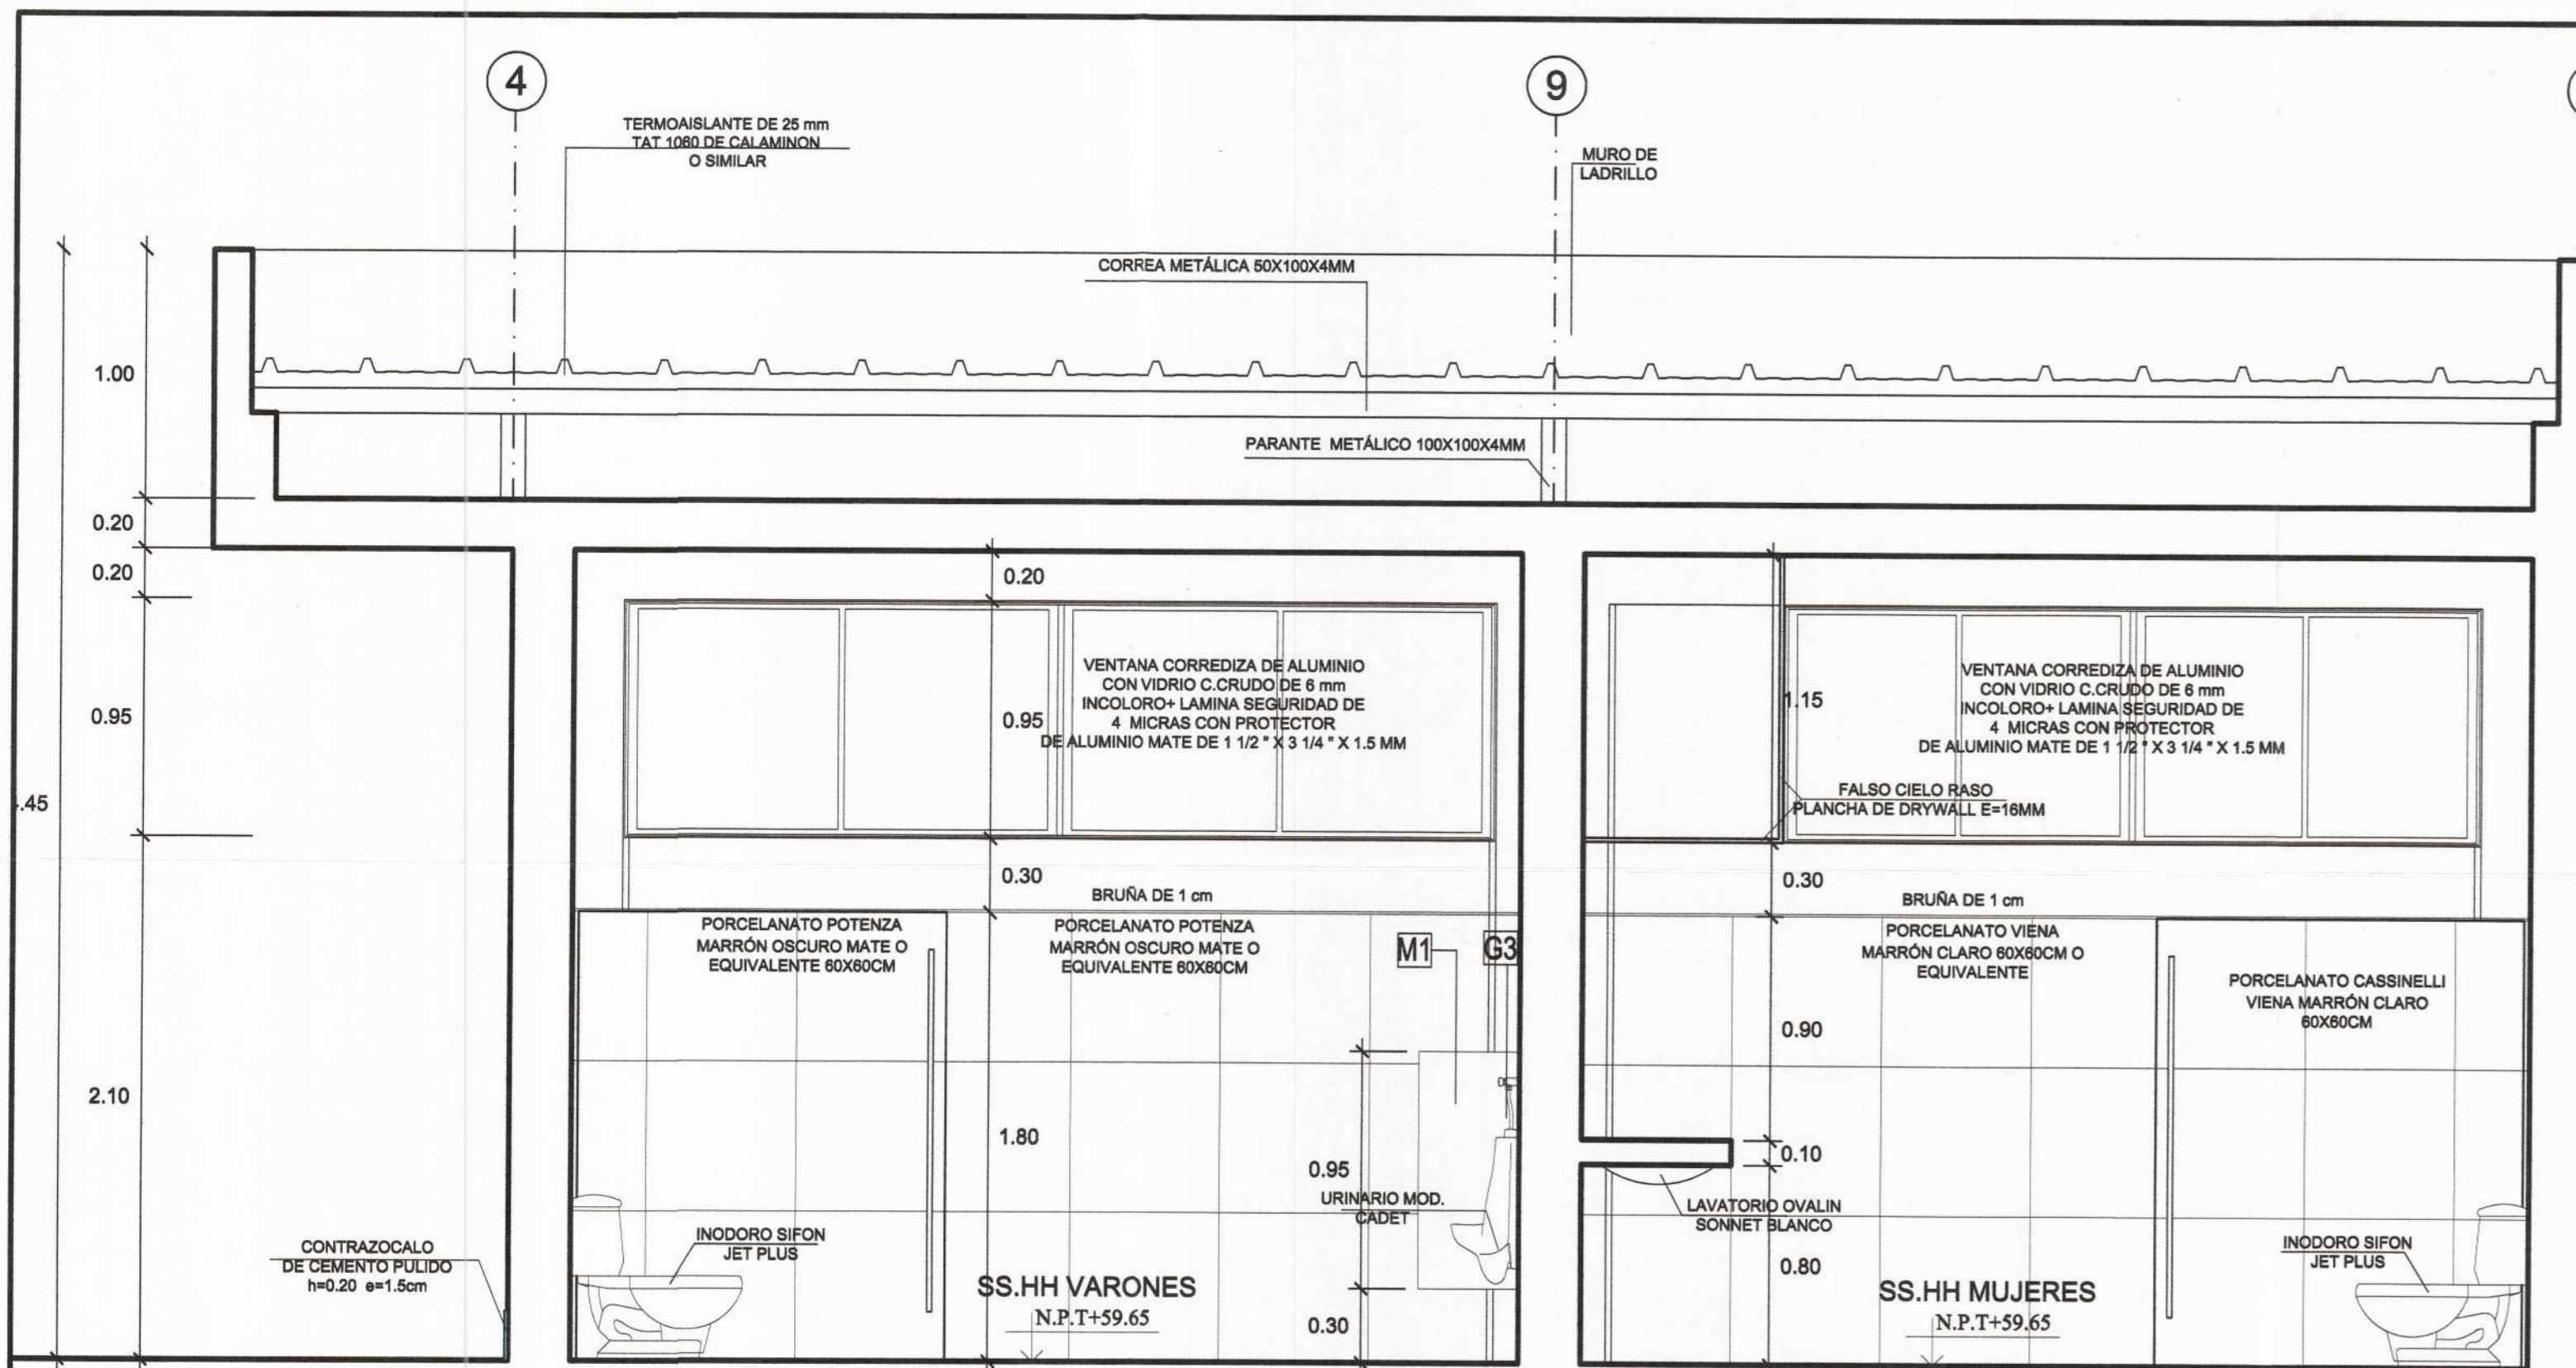 4
9
TERMOAISLANTE DE 25 mm
TAT 1060 DE CALAMINON
O SIMILAR
MURO DE
LADRILLO
CORREA METÁLICA 50X100X4MM
1.00
PARANTE METÁLICO 100X100X4MM
0.20
0.20
0.95
.45
2.10
0.20
0.95
VENTANA CORREDIZA DE ALUMINIO
CON VIDRIO C.CRUDO DE 6 mm
INCOLORO+ LAMINA SEGURIDAD DE
4 MICRAS CON PROTECTOR
DE ALUMINIO MATE DE 1 1/2 " X 3 1/4 " X 1.5 MM
1.15
VENTANA CORREDIZA DE ALUMINIO
CON VIDRIO C.CRUDO DE 6 mm
INCOLORO+ LAMINA SEGURIDAD DE
4 MICRAS CON PROTECTOR
DE ALUMINIO MATE DE 1 1/2 " X 3 1/4 " X 1.5 MM
FALSO CIELO RASO
PLANCHA DE DRYWALL E=16MM
0.30
BRUÑA DE 1 cm
0.30
BRUÑA DE 1 cm
PORCELANATO POTENZA
MARRÓN OSCURO MATE O
EQUIVALENTE 60X60CM
PORCELANATO POTENZA
MARRÓN OSCURO MATE O
EQUIVALENTE 60X60CM
M1
G3
PORCELANATO VIENA
MARRÓN CLARO 60X60CM O
EQUIVALENTE
PORCELANATO CASSINELLI
VIENA MARRÓN CLARO
60X60CM
0.90
1.80
0.95
0.10
URINARIO MOD.
CADET
LAVATORIO OVALIN
SONNET BLANCO
CONTRAZOCALO
DE CEMENTO PULIDO
h=0.20 e=1.5cm
INODORO SIFON
JET PLUS
INODORO SIFON
JET PLUS
0.80
SS.HH VARONES
N.P.T+59.65
0.30
SS.HH MUJERES
N.P.T+59.65